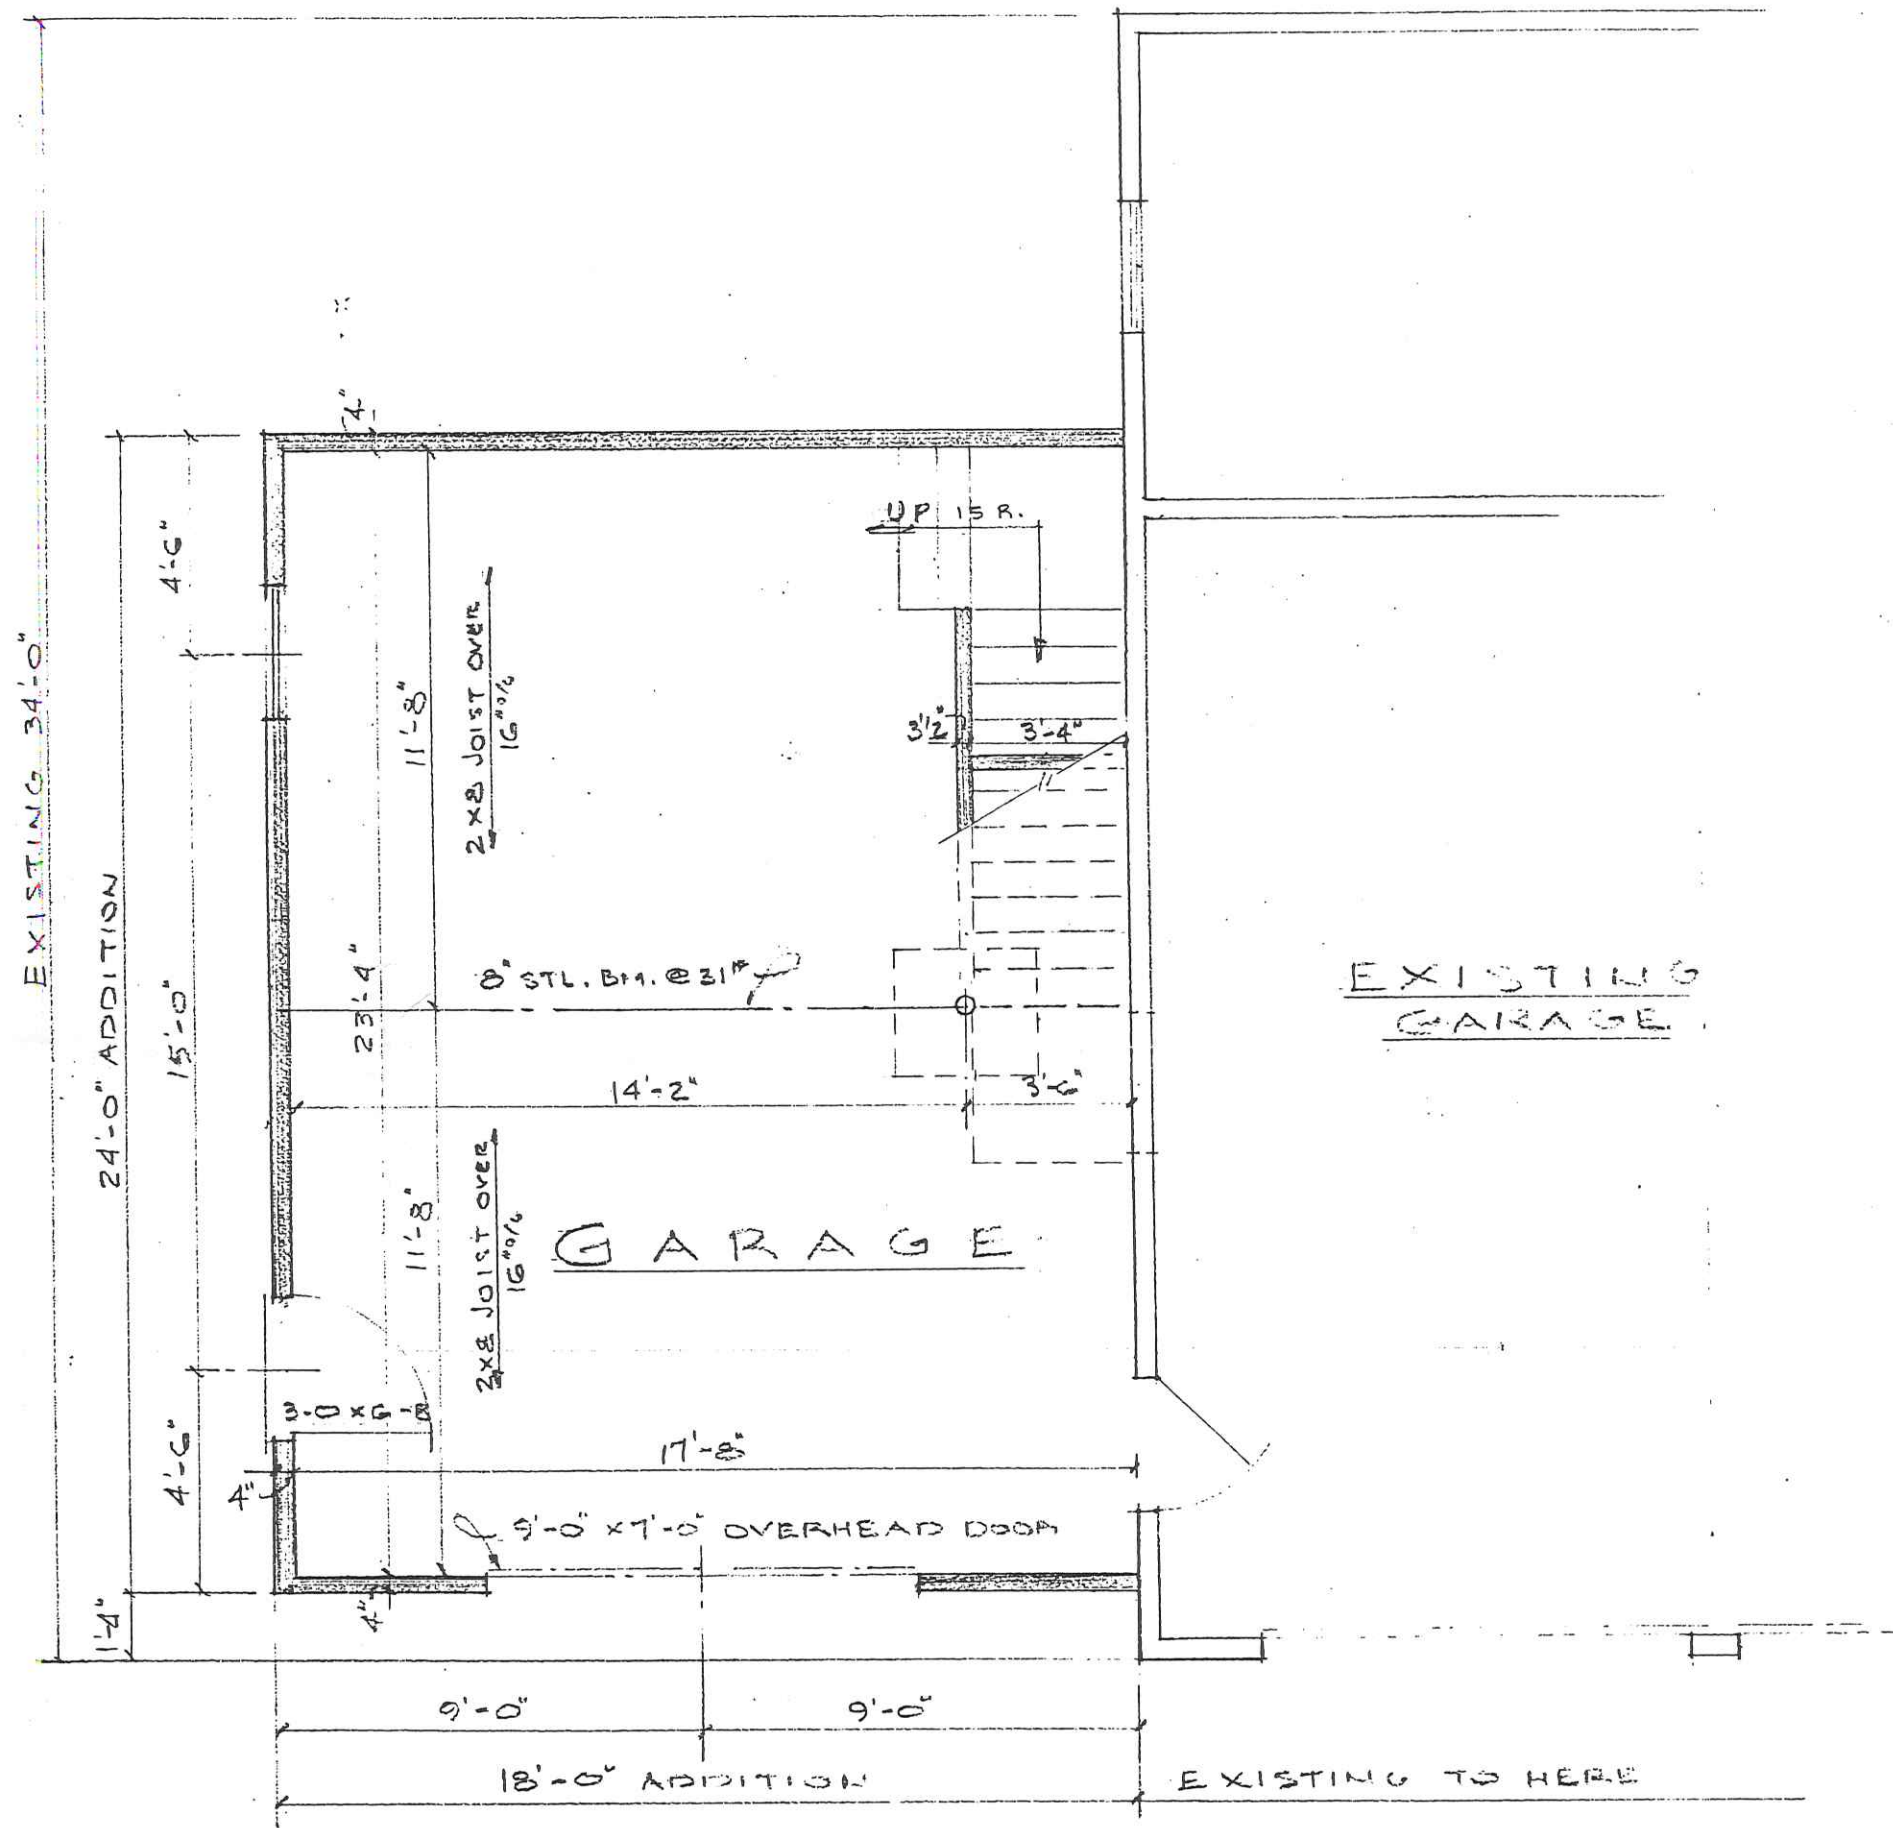 4"
UP 15 R.
4'-6"
EXISTING 34'-0"
11'-8"
2x8 JOIST OVER
16" o/c
3 1/2"
3'-4"
24'-0" ADDITION
15'-0"
23'-4"
8" STL. BM. @ 31#
EXISTING
GARAGE
14'-2"
3'-6"
11'-8"
2x8 JOIST OVER
16" o/c
GARAGE
3-0 x 6-8
4'-6"
17'-8"
4"
9'-0" x 7'-0" OVERHEAD DOOR
4"
1'-4"
9'-0"
9'-0"
18'-0" ADDITION
EXISTING TO HERE